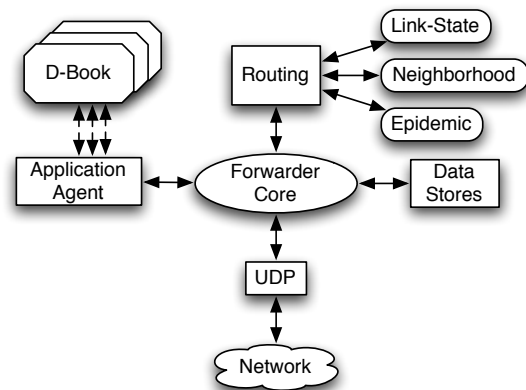 Link-State
D-Book
Routing
Neighborhood
Epidemic
Application
Agent
Forwarder
Core
Data
Stores
UDP
Network